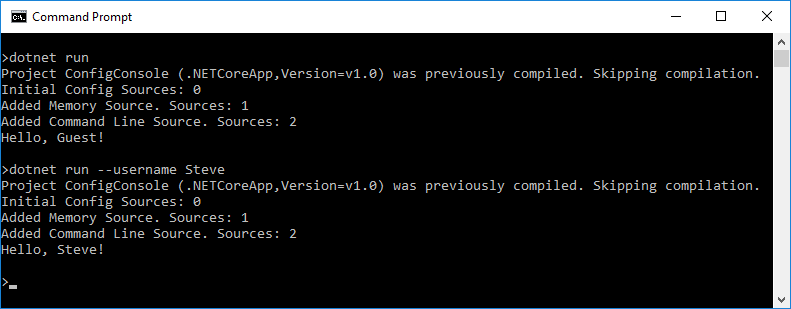 Command Prompt
>dotnet run
Project ConfigConsole (.NETCoreApp,Version=v1.0) was previously compiled. Skipping compilation.
Initial Config Sources: 0
Added Memory Source. Sources: 1
Added Command Line Source. Sources: 2
Hello, Guest!
>dotnet run --username Steve
Project ConfigConsole (.NETCoreApp,Version=v1.0) was previously compiled. Skipping compilation.
Initial Config Sources: 0
Added Memory Source. Sources: 1
Added Command Line Source. Sources: 2
Hello, Steve!
>